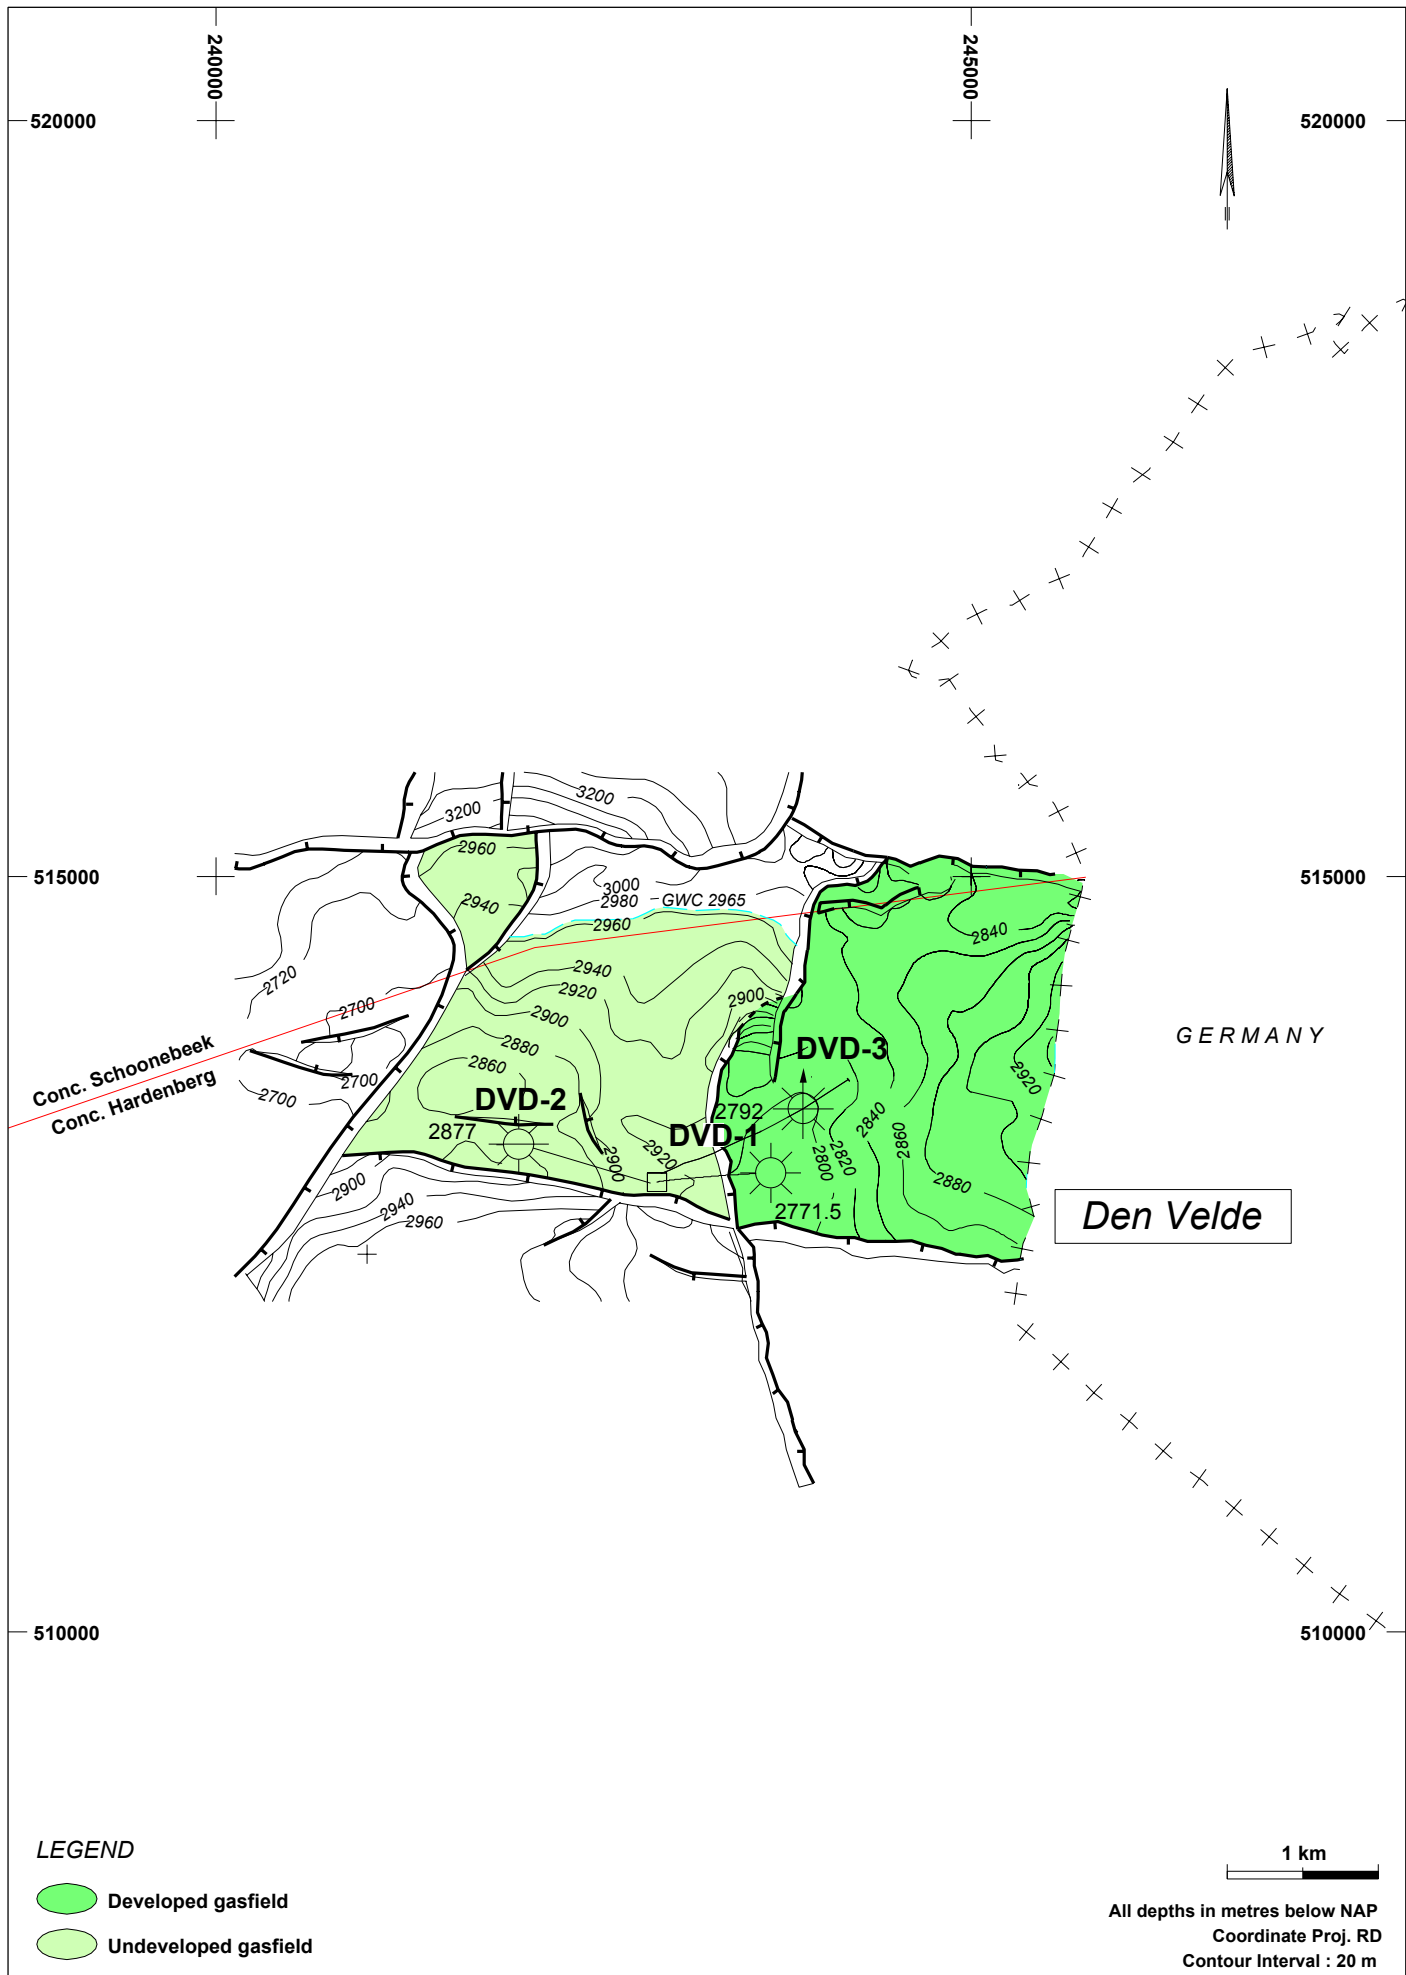 240000
245000
520000
520000
3200
3200
2960
515000
515000
3000
2980
GWC 2965
2940
2960
2840
2720
2940
2920
2900
2900
2700
GERMANY
Conc. Schoonebeek
Conc. Hardenberg
2880
DVD-3
2860
2700
2700
2920
DVD-2
2792
2840
2877
DVD-1
2860
2900
2920
2800
2820
2880
2900
2940
2960
2771.5
Den Velde
510000
510000
LEGEND
Developed gasfield
Undeveloped gasfield
1 km
All depths in metres below NAP
Coordinate Proj. RD
Contour Interval : 20 m